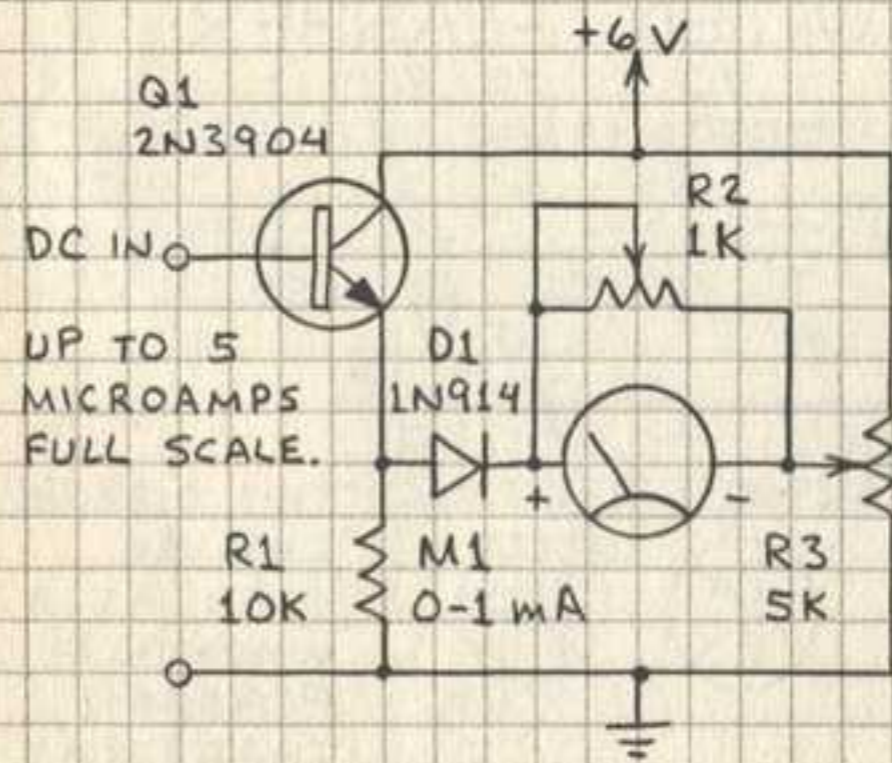 +6 V
Q1
2N3904
R2
1K
DC IN
UP TO 5
MICROAMPS
FULL SCALE.
D1
1N914
+
-
R1
10K
M1
0-1 mA
R3
5K